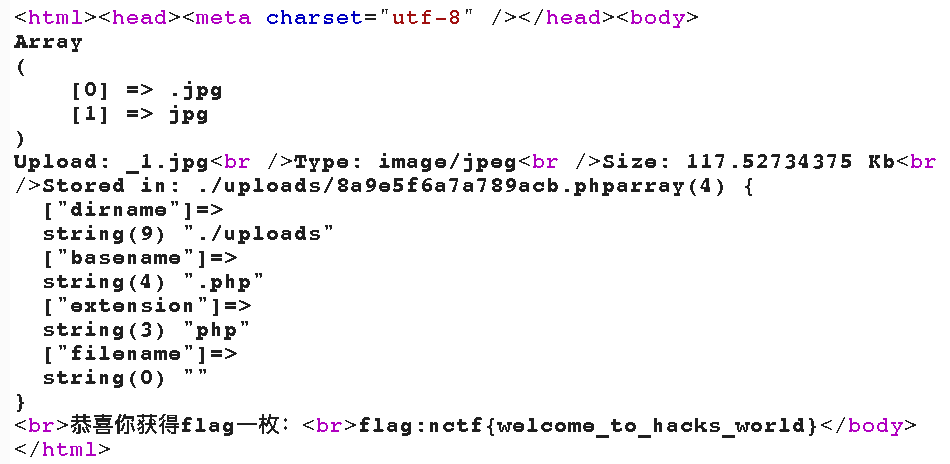 <html><head><meta charset="utf-8" /></head><body>
Array
(
    [0] => .jpg
    [1] => jpg
)
Upload: _1.jpg<br />Type: image/jpeg<br />Size: 117.52734375 Kb<br
/>Stored in: ./uploads/8a9e5f6a7a789acb.phparray(4) {
  ["dirname"]=>
  string(9) "./uploads"
  ["basename"]=>
  string(4) ".php"
  ["extension"]=>
  string(3) "php"
  ["filename"]=>
  string(0) ""
}
<br>恭喜你获得flag一枚：<br>flag:nctf{welcome_to_hacks_world}</body>
</html>